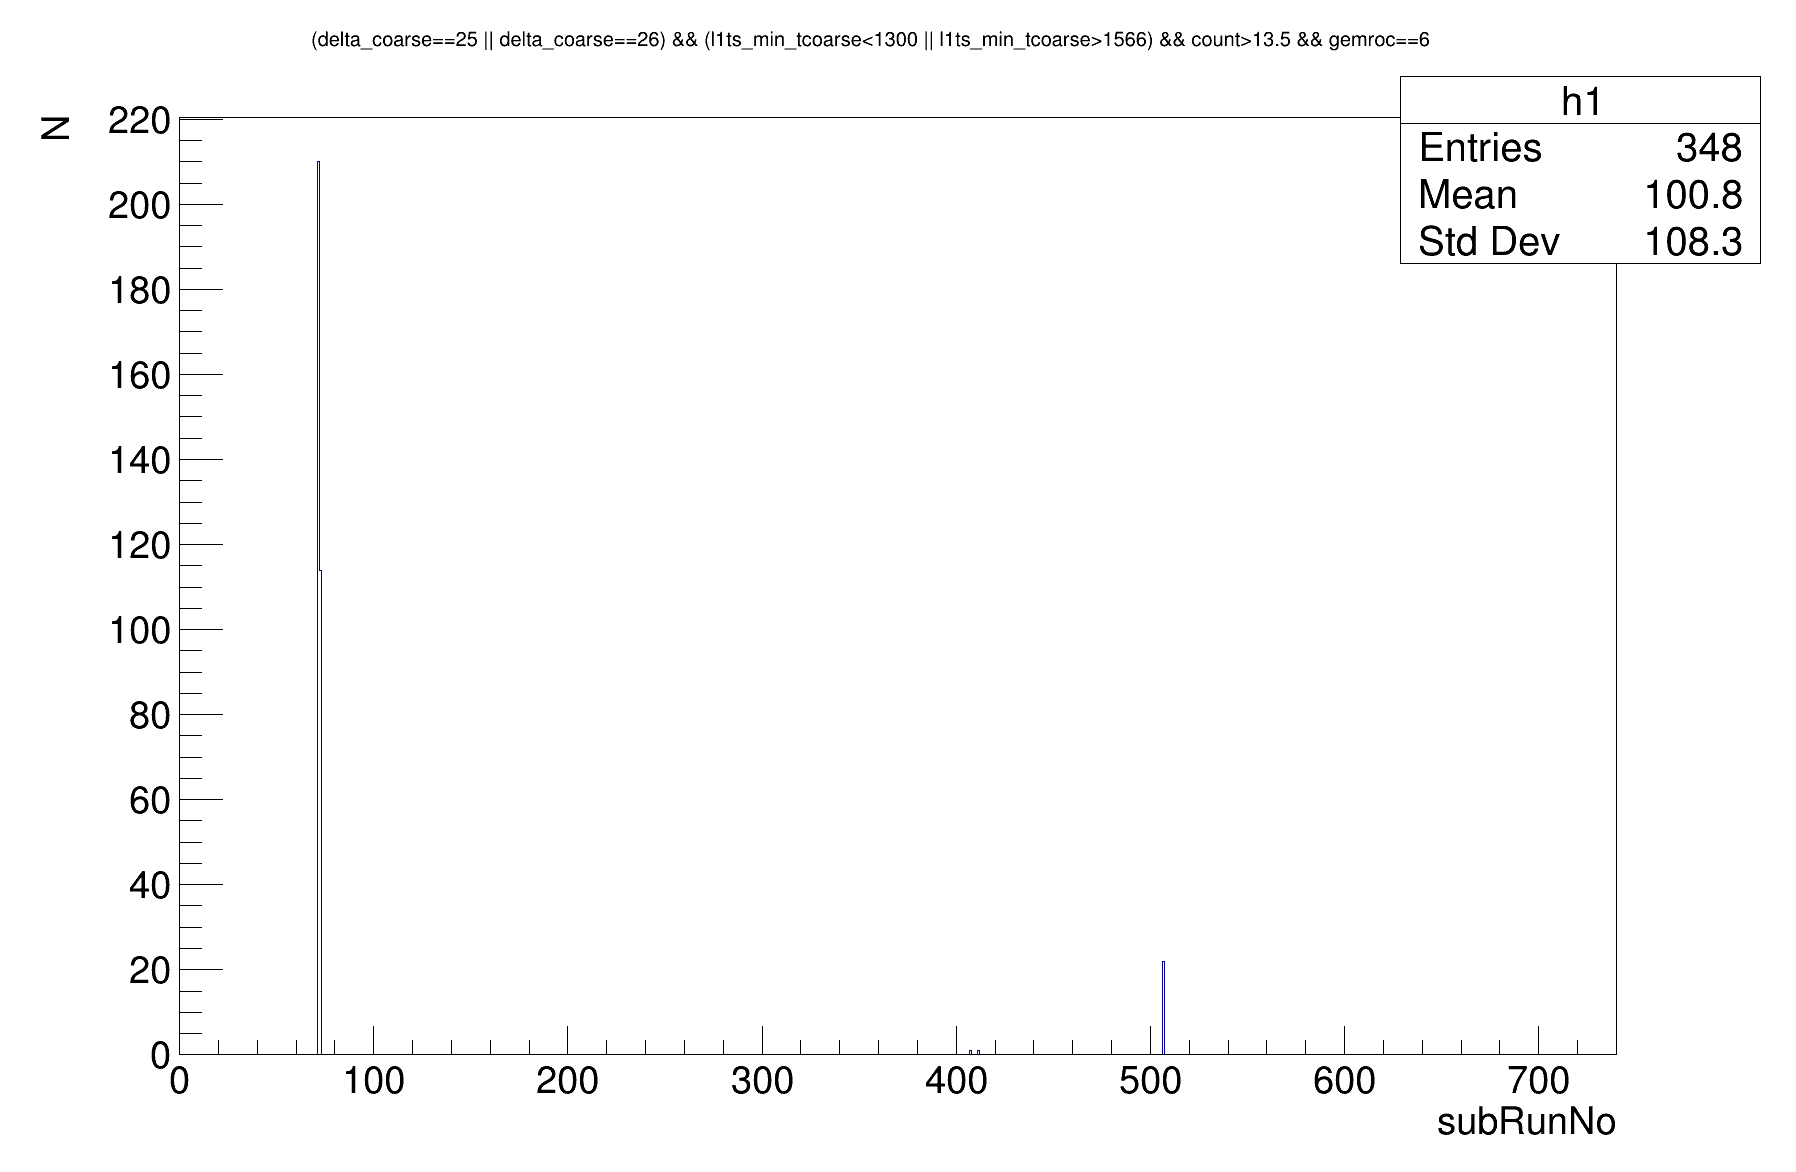 (delta_coarse==25 || delta_coarse==26) && (l1ts_min_tcoarse<1300 || l1ts_min_tcoarse>1566) && count>13.5 && gemroc==6
h1
Entries 348
Mean 100.8
Std Dev 108.3
N
220
200
180
160
140
120
100
80
60
40
20
0
0 100 200 300 400 500 600 700
subRunNo